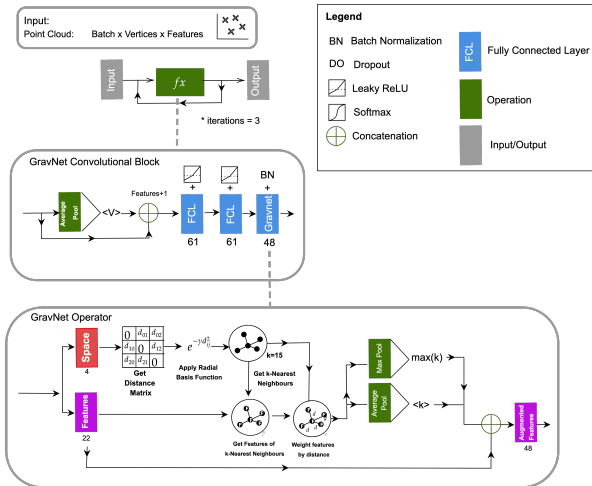 Input:
Point Cloud: Batch x Vertices x Features
Input
fx
Output
* iterations = 3
Legend
BN Batch Normalization
DO Dropout
Leaky ReLU
Softmax
Concatenation
FCL Fully Connected Layer
Operation
Input/Output
GravNet Convolutional Block
Average Pool
<V>
Features+1
+
FCL
61
+
FCL
61
BN
+
Gravnet
48
GravNet Operator
Space
4
0 d01 d02
d10 0 d12
d20 d21 0
Get
Distance
Matrix
e^{-γd_{ij}^2}
Apply Radial
Basis Function
k=15
Get k-Nearest
Neighbours
Features
22
Get Features of
k-Nearest Neighbours
F F F F F
Weight features
by distance
F F F F F
d d d d
Max Pool
max(k)
Average Pool
<k>
Augmented Features
48